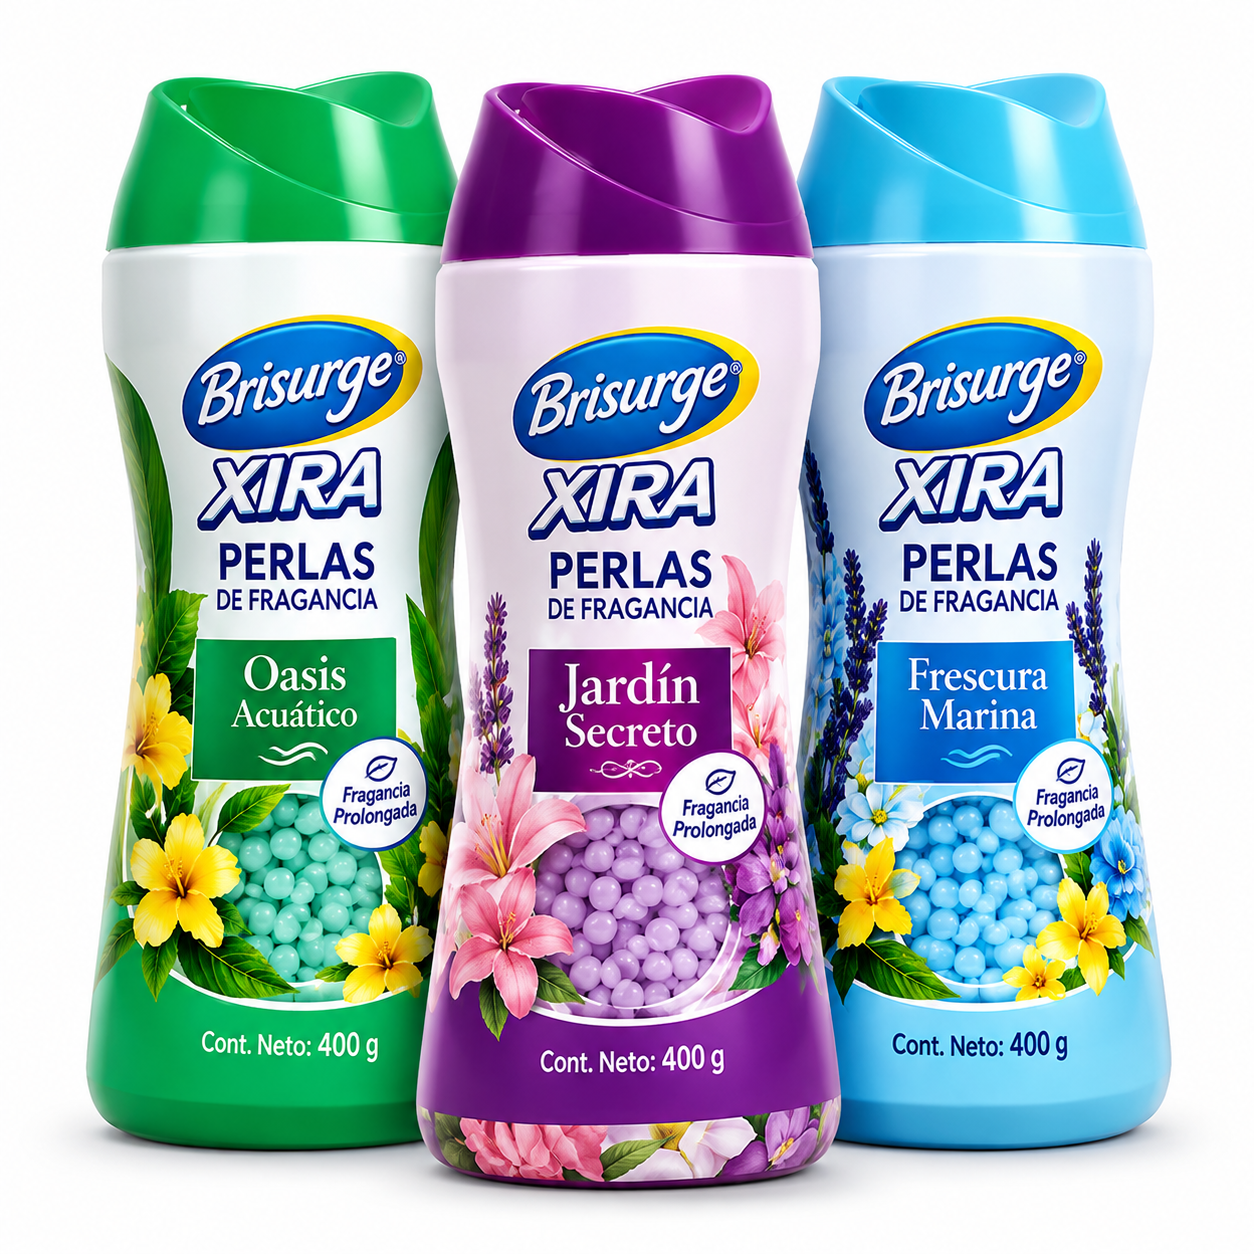 Brisurge®
XIRA
PERLAS
DE FRAGANCIA
Oasis
Acuático
Fragancia
Prolongada
Cont. Neto: 400 g
Brisurge®
XIRA
PERLAS
DE FRAGANCIA
Jardín
Secreto
Fragancia
Prolongada
Cont. Neto: 400 g
Brisurge®
XIRA
PERLAS
DE FRAGANCIA
Frescura
Marina
Fragancia
Prolongada
Cont. Neto: 400 g